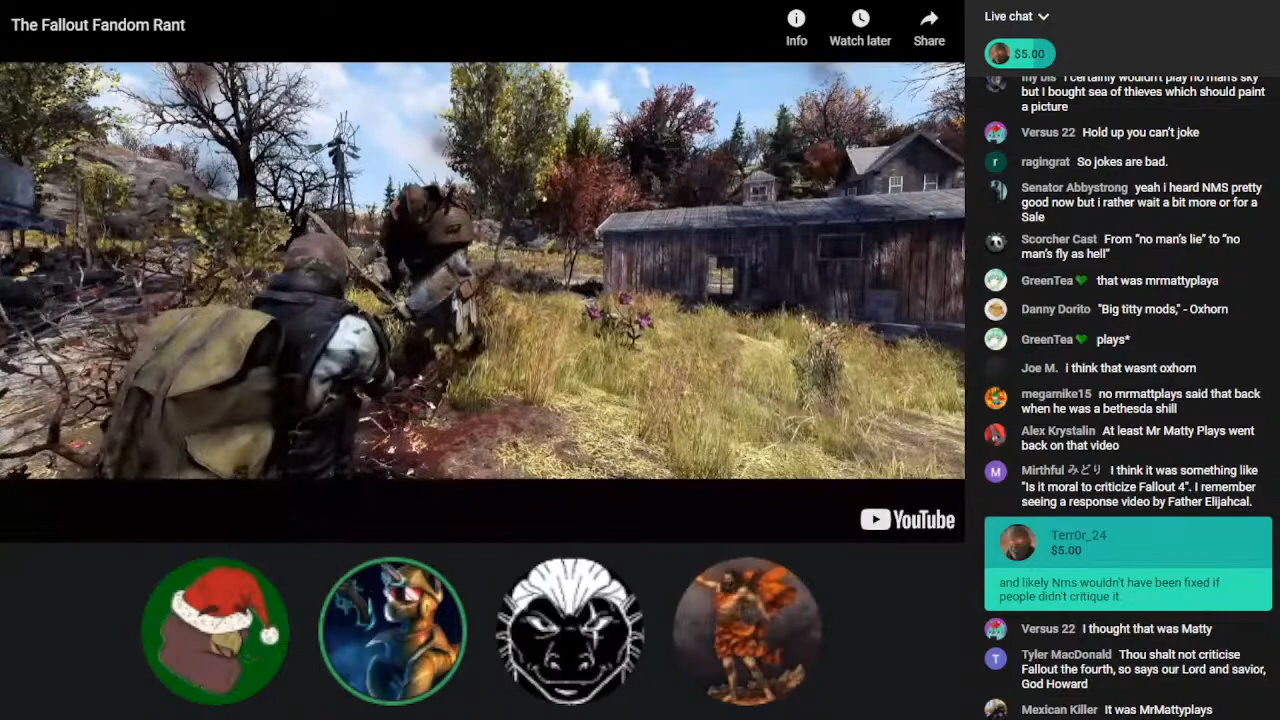 The Fallout Fandom Rant
Info
Watch later
Share
YouTube
Live chat
$5.00
my bis I certainly wouldn't play no man's sky
but I bought sea of thieves which should paint
a picture
Versus 22 Hold up you can't joke
r
ragingrat So jokes are bad.
Senator Abbystrong yeah i heard NMS pretty
good now but i rather wait a bit more or for a
Sale
Scorcher Cast From "no man's lie" to "no
man's fly as hell"
GreenTea💚 that was mrmattyplaya
Danny Dorito "Big titty mods," - Oxhorn
GreenTea💚 plays*
Joe M. i think that wasnt oxhorn
megamike15 no mrmattplays said that back
when he was a bethesda shill
Alex Krystalin At least Mr Matty Plays went
back on that video
M
Mirthful みどり I think it was something like
"Is it moral to criticize Fallout 4". I remember
seeing a response video by Father Elijahcal.
Terr0r_24
$5.00
and likely Nms wouldn't have been fixed if
people didn't critique it.
Versus 22 I thought that was Matty
T
Tyler MacDonald Thou shalt not criticise
Fallout the fourth, so says our Lord and savior,
God Howard
Mexican Killer It was MrMattyplays